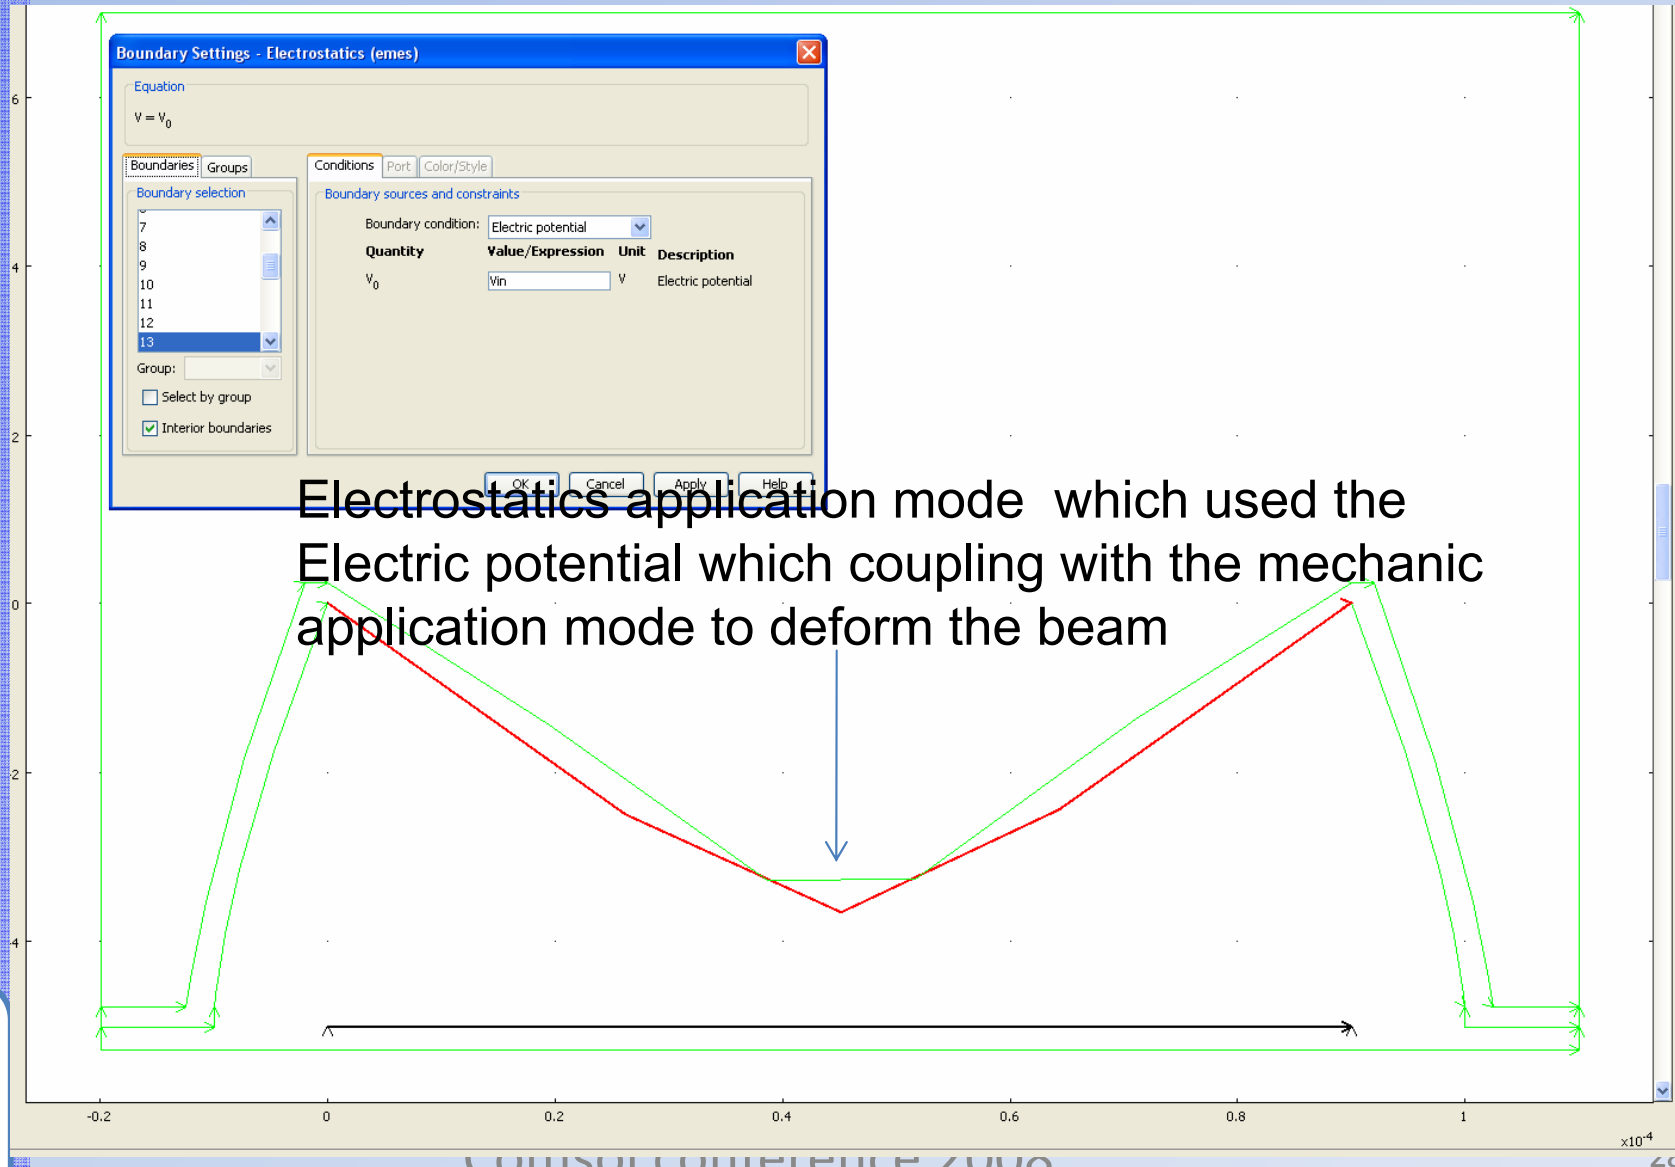 Boundary Settings - Electrostatics (emes)
Equation
V = V0
Boundaries Groups
Conditions Port Color/Style
Boundary selection
Boundary sources and constraints
7
8
9
10
11
12
13
Boundary condition: Electric potential
Quantity Value/Expression Unit Description
V0 Vin V Electric potential
Group:
Select by group
Interior boundaries
OK Cancel Apply Help
Electrostatics application mode which used the
Electric potential which coupling with the mechanic
application mode to deform the beam
6
4
2
0
-2
-4
-0.2 0 0.2 0.4 0.6 0.8 1
x10-4